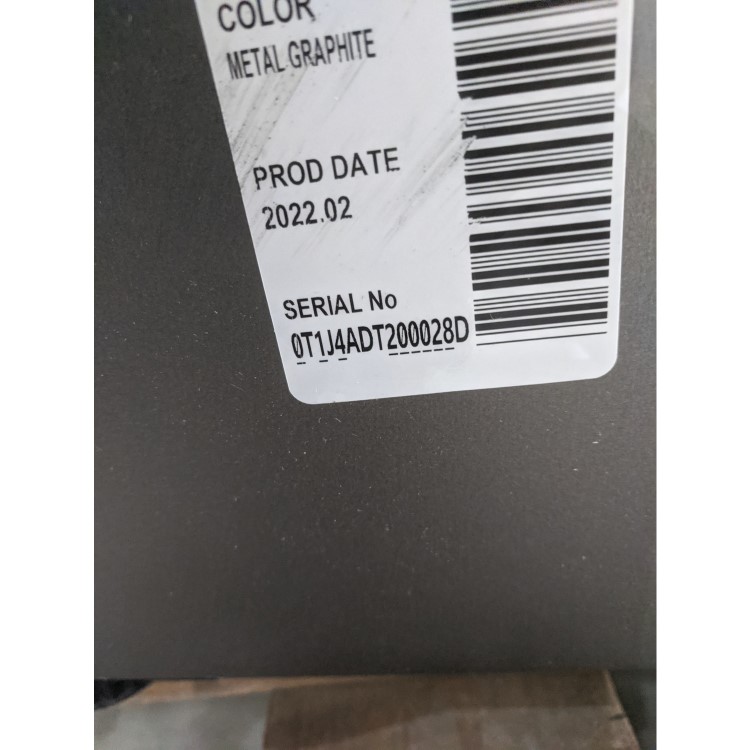 COLOR
METAL GRAPHITE
PROD DATE
2022.02
SERIAL No
0T1J4ADT200028D